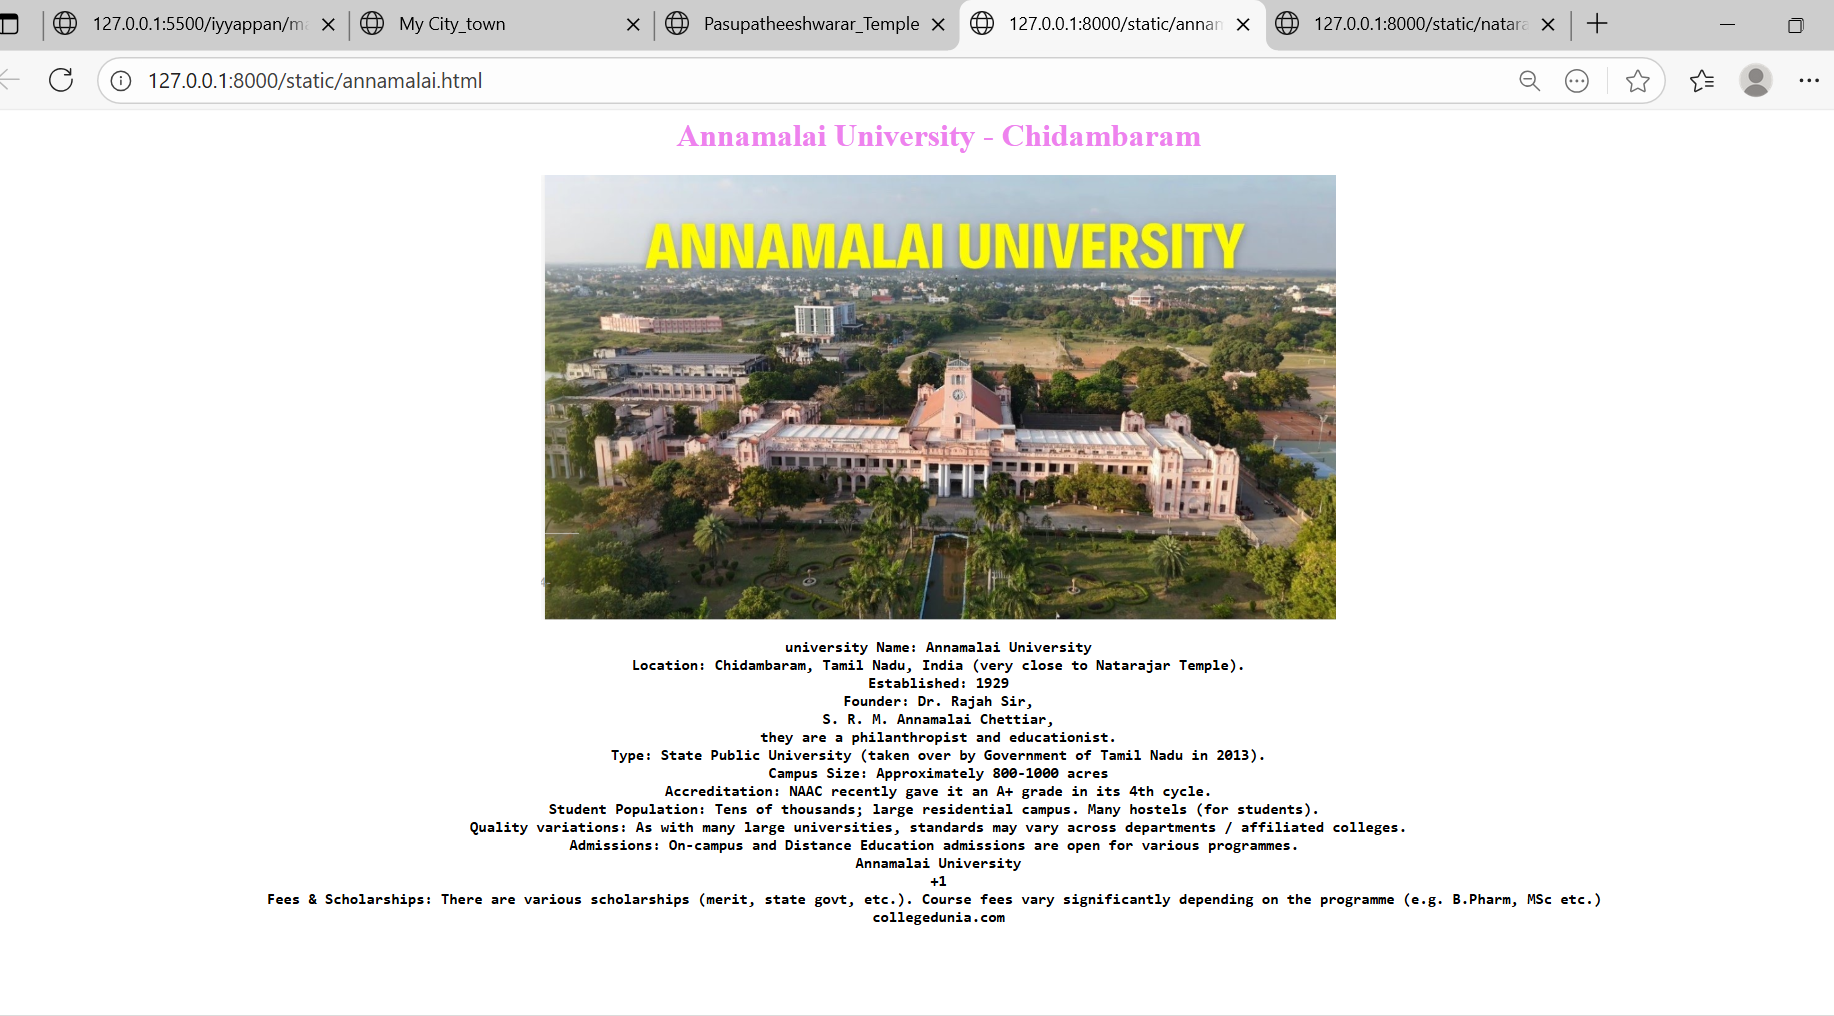 127.0.0.1:5500/iyyappan/ma
My City_town
Pasupatheeshwarar_Temple
127.0.0.1:8000/static/annam
127.0.0.1:8000/static/natara
127.0.0.1:8000/static/annamalai.html
Annamalai University - Chidambaram
ANNAMALAI UNIVERSITY
university Name: Annamalai University
Location: Chidambaram, Tamil Nadu, India (very close to Natarajar Temple).
Established: 1929
Founder: Dr. Rajah Sir,
S. R. M. Annamalai Chettiar,
they are a philanthropist and educationist.
Type: State Public University (taken over by Government of Tamil Nadu in 2013).
Campus Size: Approximately 800-1000 acres
Accreditation: NAAC recently gave it an A+ grade in its 4th cycle.
Student Population: Tens of thousands; large residential campus. Many hostels (for students).
Quality variations: As with many large universities, standards may vary across departments / affiliated colleges.
Admissions: On-campus and Distance Education admissions are open for various programmes.
Annamalai University
+1
Fees & Scholarships: There are various scholarships (merit, state govt, etc.). Course fees vary significantly depending on the programme (e.g. B.Pharm, MSc etc.)
collegedunia.com